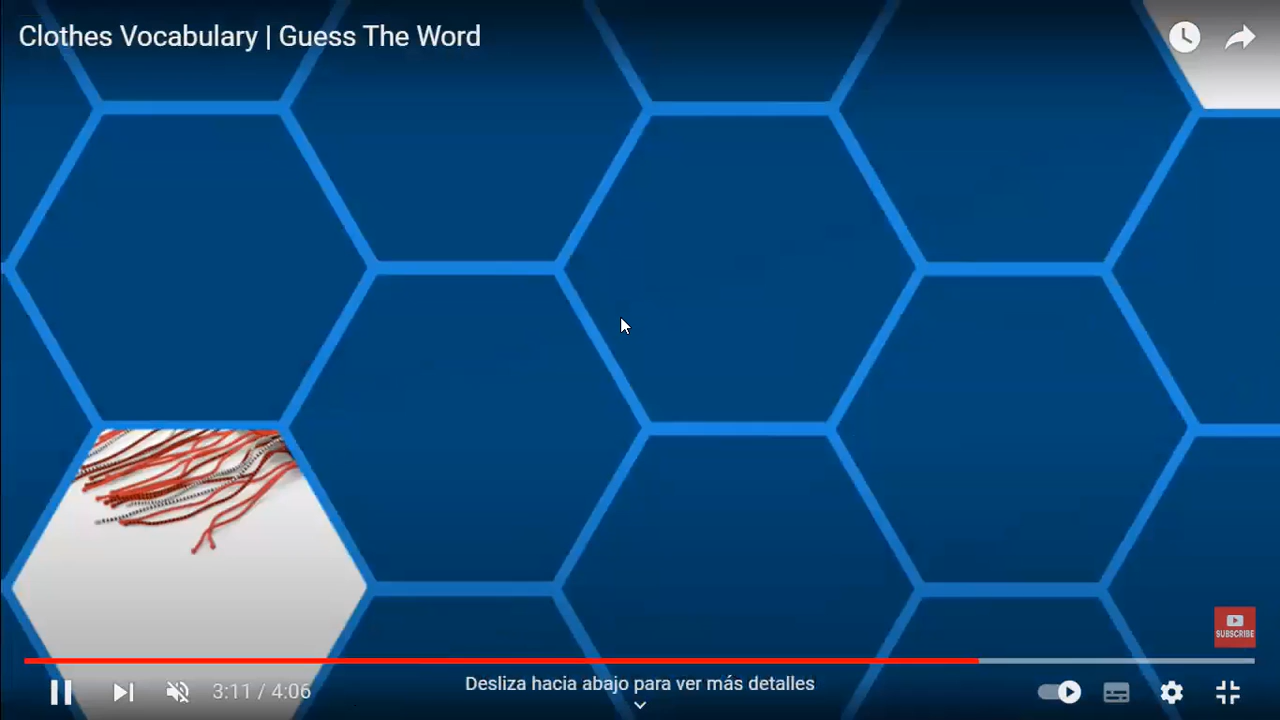 Clothes Vocabulary | Guess The Word
SUBSCRIBE
3:11 / 4:06
Desliza hacia abajo para ver más detalles